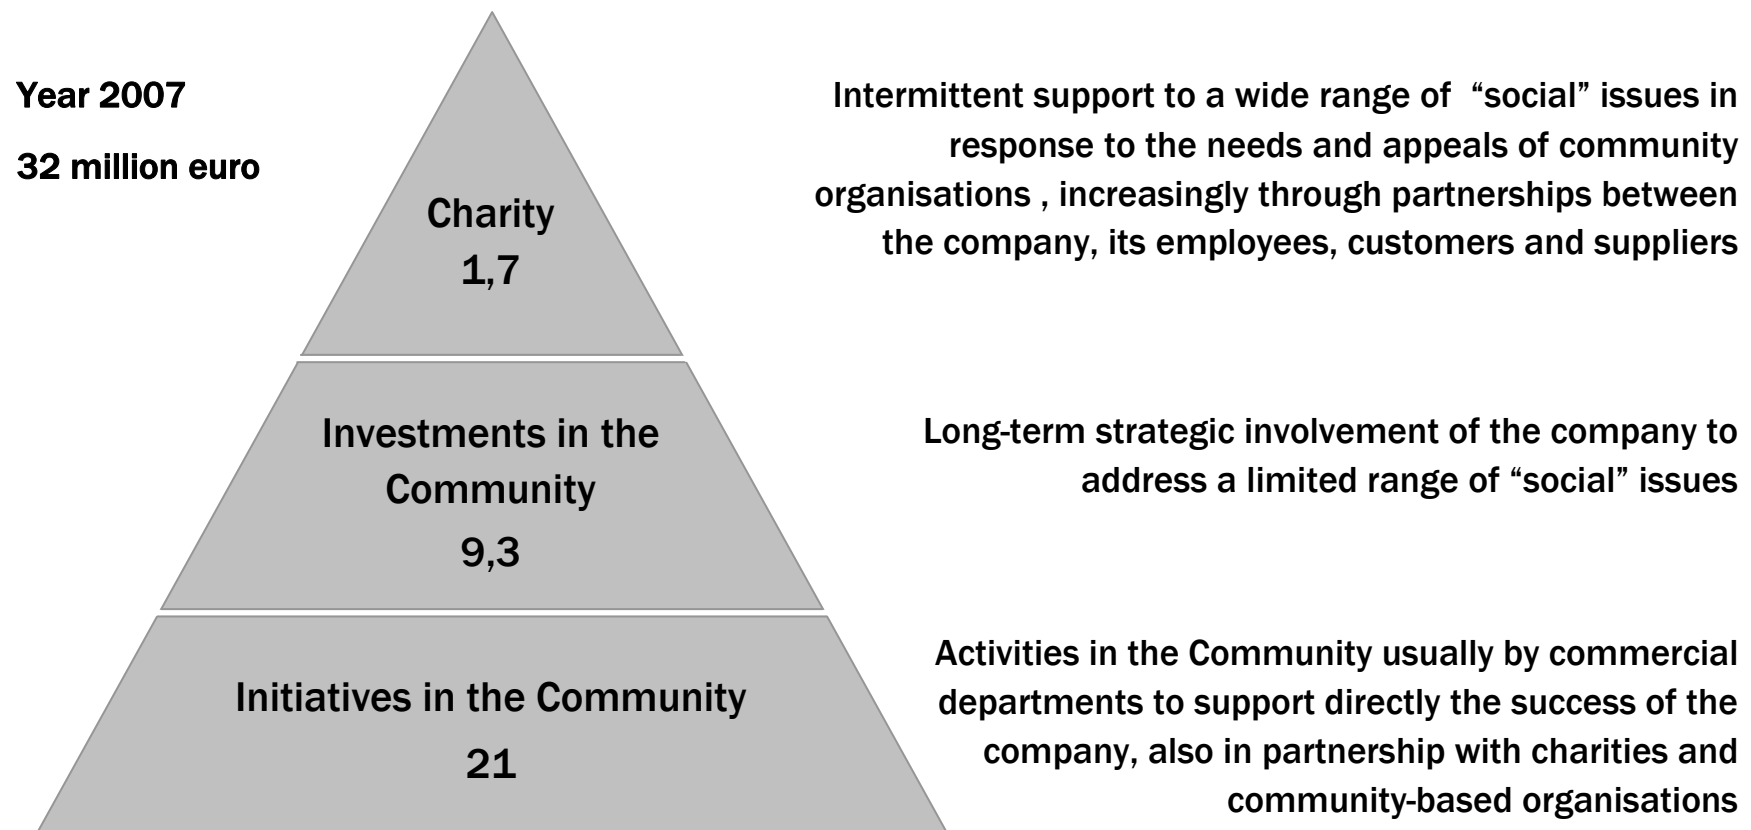 Year 2007
32 million euro
Charity
1,7
Intermittent support to a wide range of “social” issues in
response to the needs and appeals of community
organisations , increasingly through partnerships between
the company, its employees, customers and suppliers
Investments in the
Community
9,3
Long-term strategic involvement of the company to
address a limited range of “social” issues
Initiatives in the Community
21
Activities in the Community usually by commercial
departments to support directly the success of the
company, also in partnership with charities and
community-based organisations